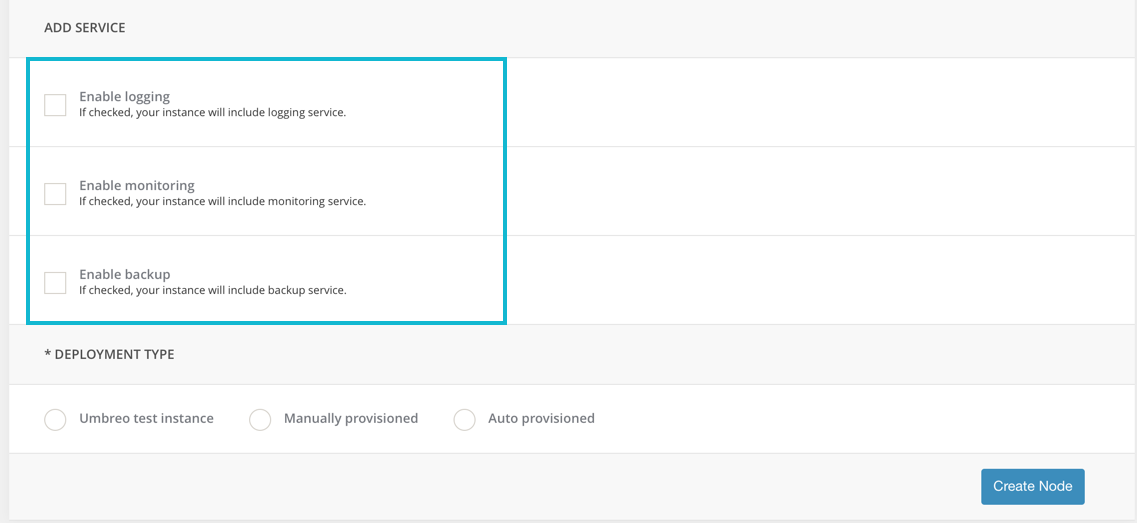 ADD SERVICE
Enable logging
If checked, your instance will include logging service.
Enable monitoring
If checked, your instance will include monitoring service.
Enable backup
If checked, your instance will include backup service.
* DEPLOYMENT TYPE
Umbreo test instance Manually provisioned Auto provisioned
Create Node